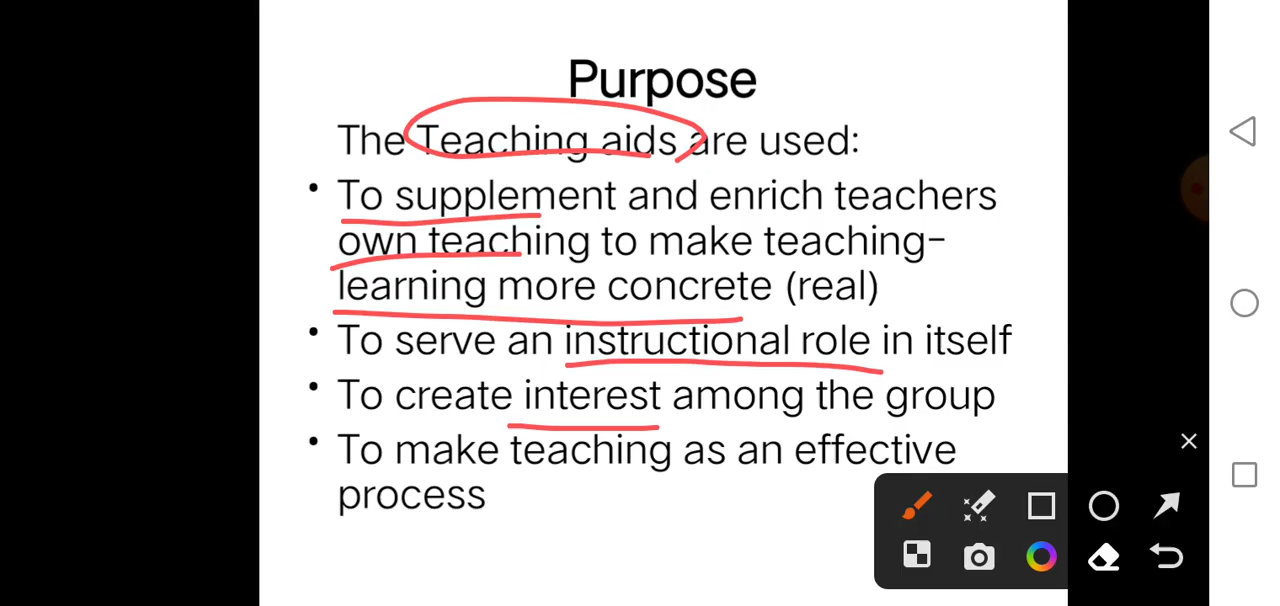 Purpose
The Teaching aids are used:
• To supplement and enrich teachers
own teaching to make teaching-
learning more concrete (real)
• To serve an instructional role in itself
• To create interest among the group
• To make teaching as an effective
process